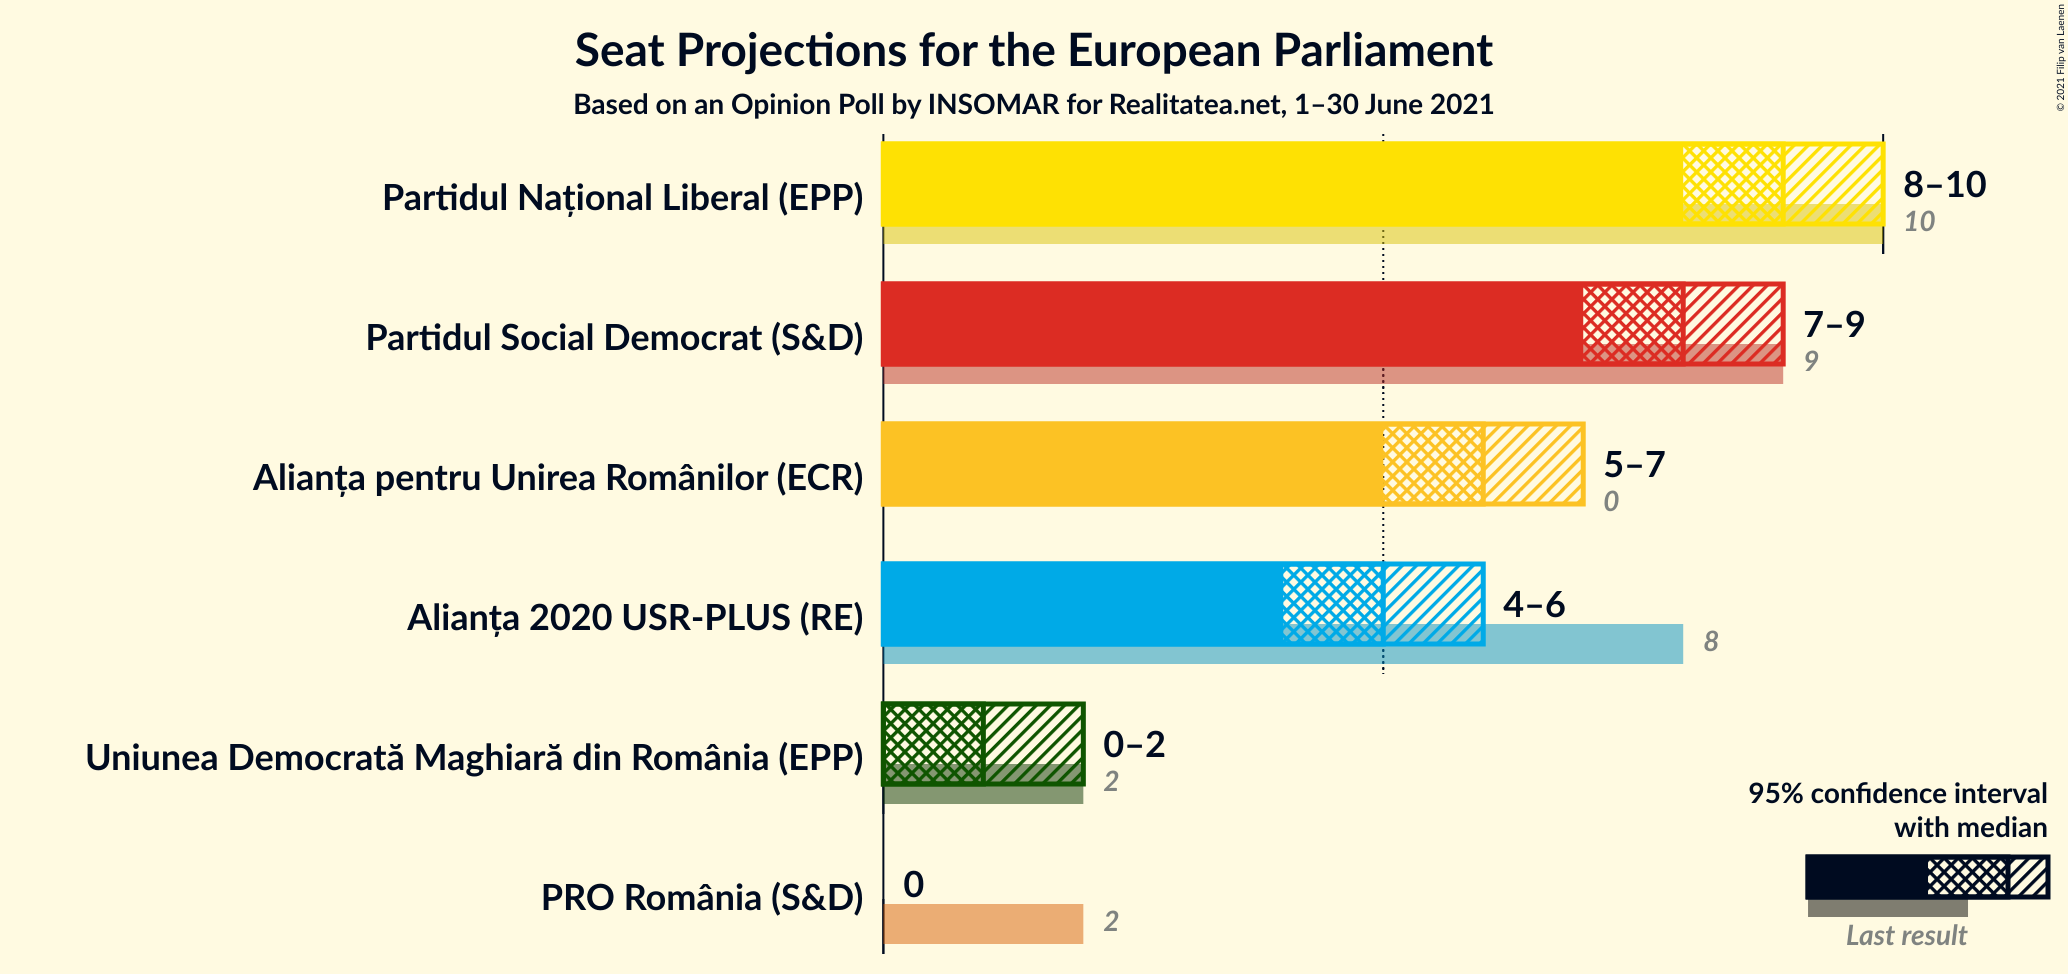 Seat Projections for the European Parliament
Based on an Opinion Poll by INSOMAR for Realitatea.net, 1–30 June 2021
© 2021 Filip van Laenen
Partidul Național Liberal (EPP)
8–10
10
Partidul Social Democrat (S&D)
7–9
9
Alianța pentru Unirea Românilor (ECR)
5–7
0
Alianța 2020 USR-PLUS (RE)
4–6
8
Uniunea Democrată Maghiară din România (EPP)
0–2
2
PRO România (S&D)
0
2
95% confidence interval
with median
Last result